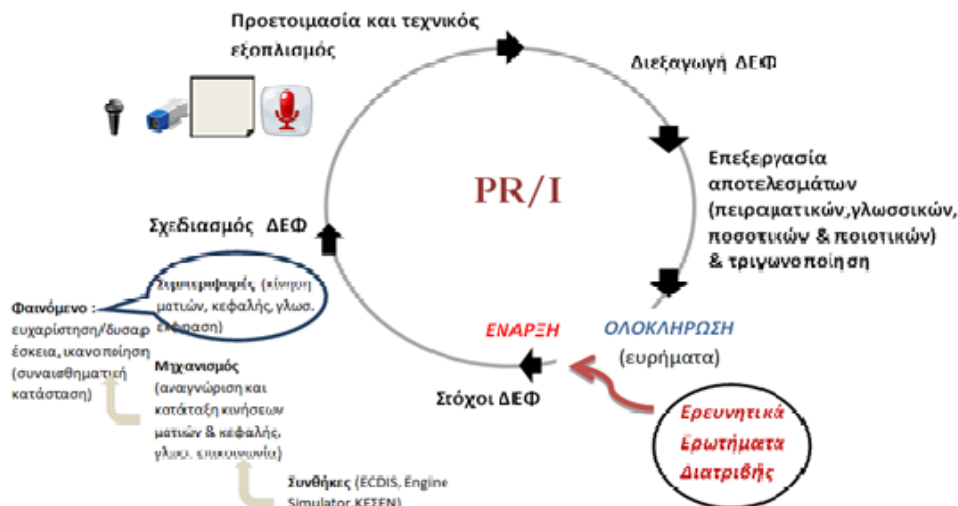 Προετοιμασία και τεχνικός
εξοπλισμός
Διεξαγωγή ΔΕΦ
Επεξεργασία
αποτελεσμάτων
(πειραματικών,γλωσσικών,
ποσοτικών & ποιοτικών)
& τριγωνοποίηση
PR/I
Σχεδιασμός ΔΕΦ
Συμπεριφορές (κίνηση
ματιών, κεφαλής, γλωσ.
έκφραση)
Φαινόμενο :
ευχαρίστηση/δυσαρ
έσκεια, ικανοποίηση
(συναισθηματική
κατάσταση)
Μηχανισμός
(αναγνώριση και
κατάταξη κινήσεων
ματιών & κεφαλής,
γλωσ. επικοινωνία)
Συνθήκες (ECDIS, Engine
Simulator, ΚΕΣΕΝ)
ΕΝΑΡΞΗ
ΟΛΟΚΛΗΡΩΣΗ
(ευρήματα)
Στόχοι ΔΕΦ
Ερευνητικά
Ερωτήματα
Διατριβής